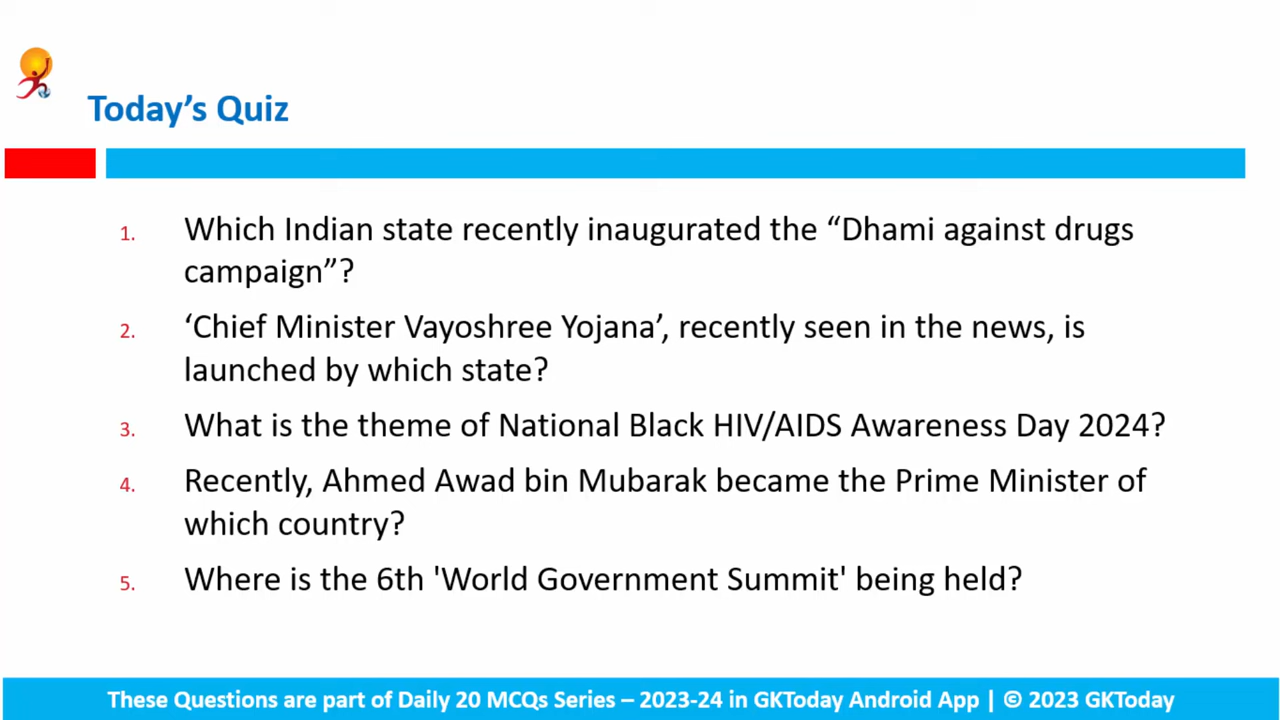 Today’s Quiz
1. Which Indian state recently inaugurated the “Dhami against drugs
campaign”?
2. ‘Chief Minister Vayoshree Yojana’, recently seen in the news, is
launched by which state?
3. What is the theme of National Black HIV/AIDS Awareness Day 2024?
4. Recently, Ahmed Awad bin Mubarak became the Prime Minister of
which country?
5. Where is the 6th 'World Government Summit' being held?
These Questions are part of Daily 20 MCQs Series – 2023-24 in GKToday Android App | © 2023 GKToday